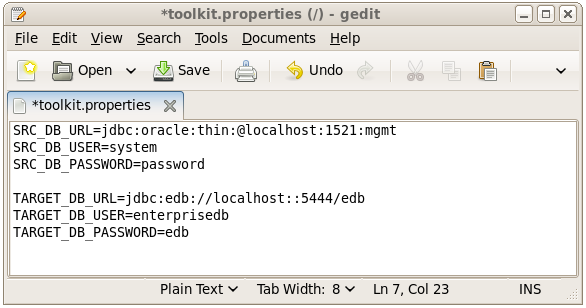 *toolkit.properties (/) - gedit
File Edit View Search Tools Documents Help
Open Save Undo
*toolkit.properties
SRC_DB_URL=jdbc:oracle:thin:@localhost:1521:mgmt
SRC_DB_USER=system
SRC_DB_PASSWORD=password
TARGET_DB_URL=jdbc:edb://localhost::5444/edb
TARGET_DB_USER=enterprisedb
TARGET_DB_PASSWORD=edb
Plain Text Tab Width: 8 Ln 7, Col 23 INS